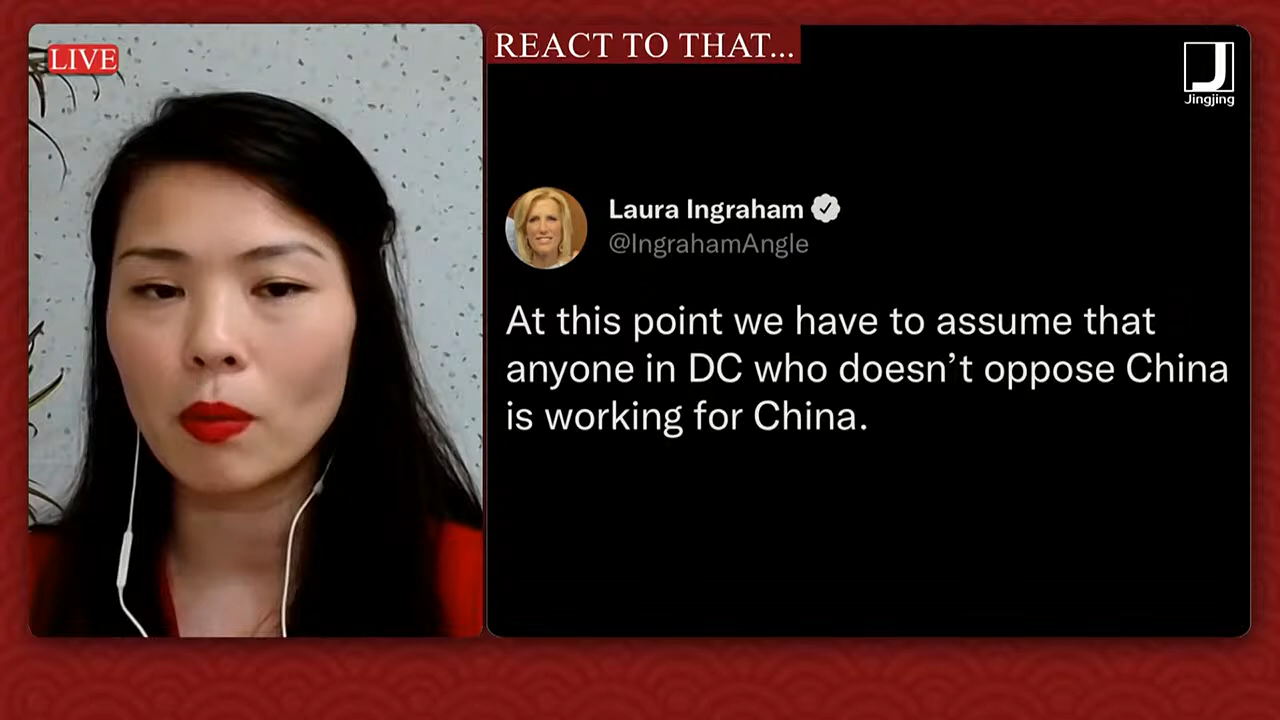 LIVE
REACT TO THAT...
J
Jingjing
Laura Ingraham
@IngrahamAngle
At this point we have to assume that
anyone in DC who doesn’t oppose China
is working for China.